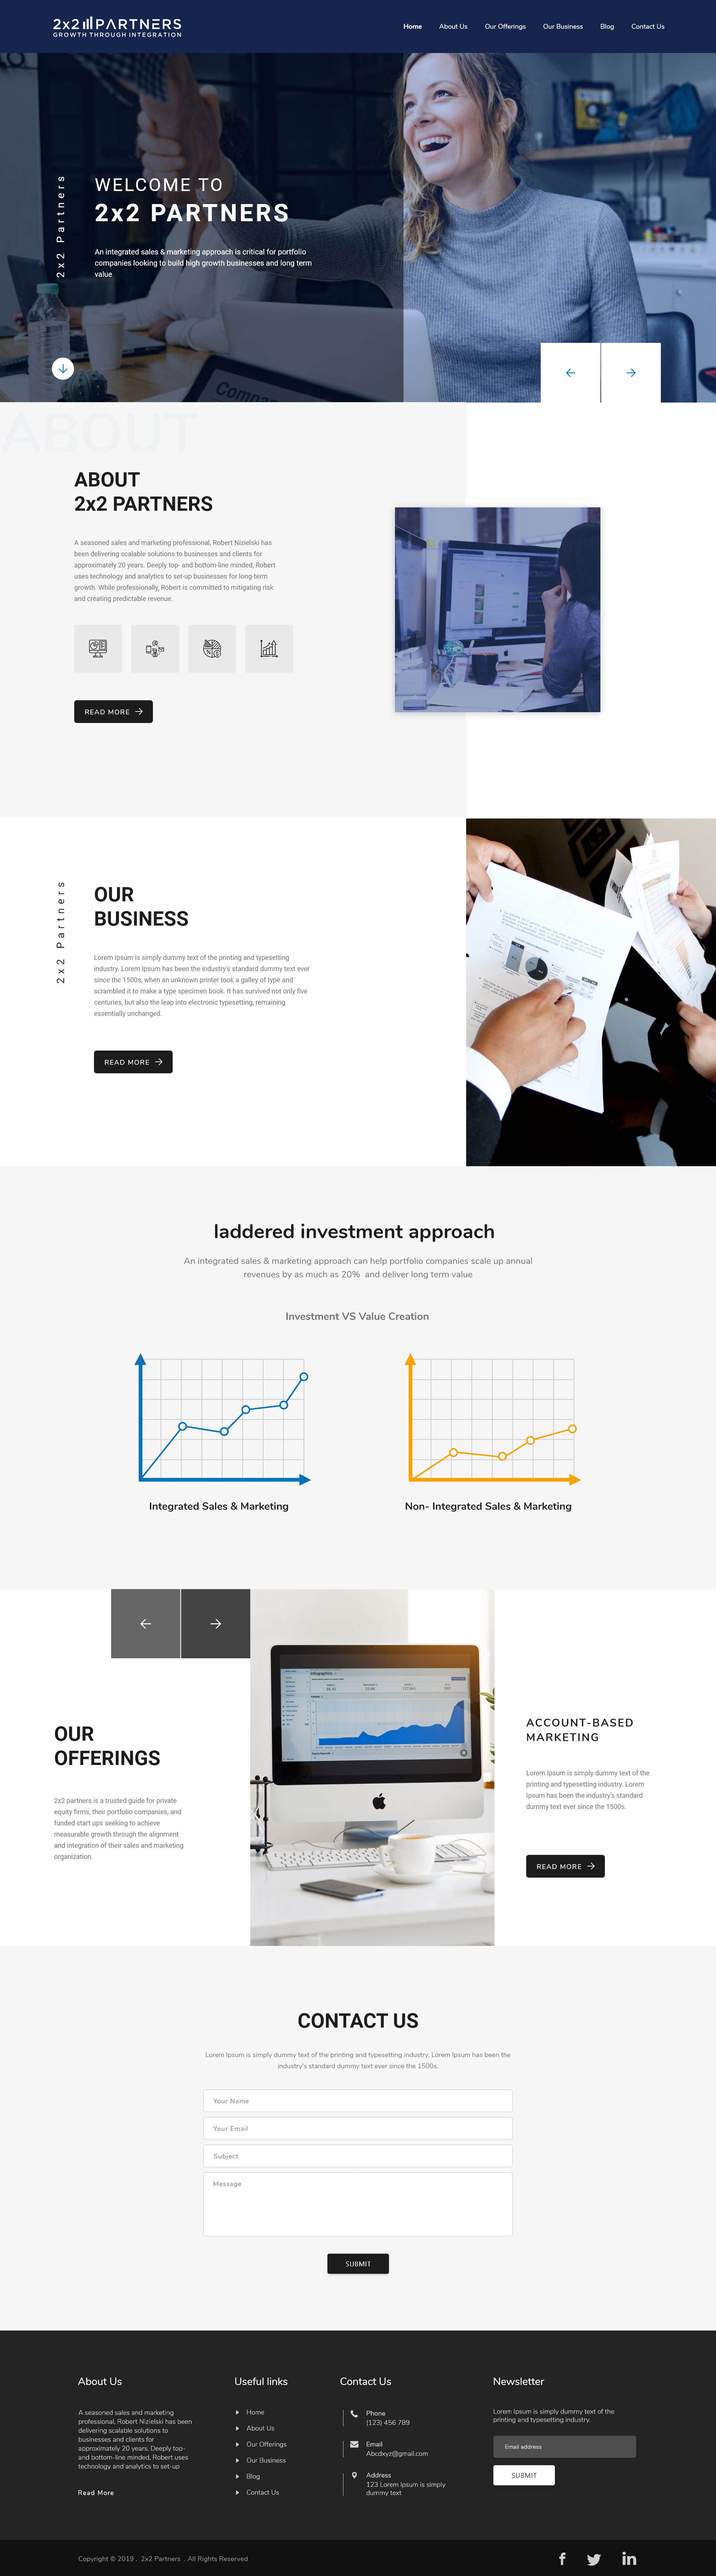 2x2 PARTNERS
GROWTH THROUGH INTEGRATION
Home About Us Our Offerings Our Business Blog Contact Us
2x2 Partners
WELCOME TO
2x2 PARTNERS
An integrated sales & marketing approach is critical for portfolio
companies looking to build high growth businesses and long term
value
ABOUT
ABOUT
2x2 PARTNERS
A seasoned sales and marketing professional, Robert Nizielski has
been delivering scalable solutions to businesses and clients for
approximately 20 years. Deeply top- and bottom-line minded, Robert
uses technology and analytics to set-up businesses for long-term
growth. While professionally, Robert is committed to mitigating risk
and creating predictable revenue.
READ MORE
2x2 Partners
OUR
BUSINESS
Lorem Ipsum is simply dummy text of the printing and typesetting
industry. Lorem Ipsum has been the industry's standard dummy text ever
since the 1500s, when an unknown printer took a galley of type and
scrambled it to make a type specimen book. It has survived not only five
centuries, but also the leap into electronic typesetting, remaining
essentially unchanged.
READ MORE
laddered investment approach
An integrated sales & marketing approach can help portfolio companies scale up annual
revenues by as much as 20% and deliver long term value
Investment VS Value Creation
Integrated Sales & Marketing
Non- Integrated Sales & Marketing
OUR
OFFERINGS
2x2 partners is a trusted guide for private
equity firms, their portfolio companies, and
funded start ups seeking to achieve
measurable growth through the alignment
and integration of their sales and marketing
organization.
ACCOUNT-BASED
MARKETING
Lorem Ipsum is simply dummy text of the
printing and typesetting industry. Lorem
Ipsum has been the industry's standard
dummy text ever since the 1500s.
READ MORE
CONTACT US
Lorem Ipsum is simply dummy text of the printing and typesetting industry. Lorem Ipsum has been the
industry's standard dummy text ever since the 1500s.
Your Name
Your Email
Subject
Message
SUBMIT
About Us
A seasoned sales and marketing
professional, Robert Nizielski has been
delivering scalable solutions to
businesses and clients for
approximately 20 years. Deeply top-
and bottom-line minded, Robert uses
technology and analytics to set-up
Read More
Useful links
Home
About Us
Our Offerings
Our Business
Blog
Contact Us
Contact Us
Phone
(123) 456 789
Email
Abcdxyz@gmail.com
Address
123 Lorem Ipsum is simply
dummy text
Newsletter
Lorem Ipsum is simply dummy text of the
printing and typesetting industry.
Email address
SUBMIT
Copyright © 2019 . 2x2 Partners . All Rights Reserved